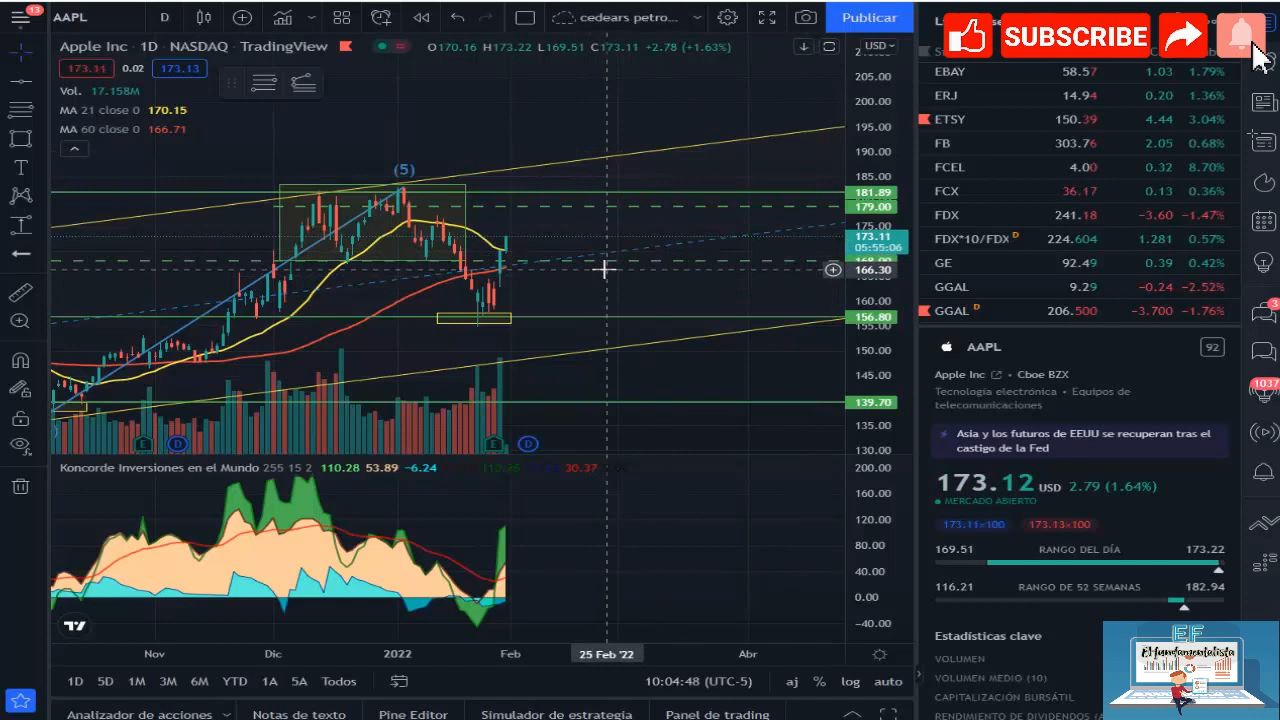 13
AAPL
D
cedears petro...
Publicar
SUBSCRIBE
Apple Inc • 1D • NASDAQ • TradingView
O170.16 H173.22 L169.51 C173.11 +2.78 (+1.63%)
USD
173.11 0.02 173.13
Vol. 17.158M
MA 21 close 0 170.15
MA 60 close 0 166.71
(5)
205.00
200.00
195.00
190.00
185.00
181.89
179.00
175.00
173.11
05:55:06
168.00
166.30
160.00
156.80
155.00
150.00
145.00
139.70
135.00
130.00
E D E D
Koncorde Inversiones en el Mundo 255 15 2 110.28 53.89 −6.24 30.37
200.00
160.00
120.00
80.00
40.00
0.00
−40.00
Nov Dic 2022 Feb 25 Feb '22 Abr
1D 5D 1M 3M 6M YTD 1A 5A Todos
10:04:48 (UTC-5) aj % log auto
Analizador de acciones Notas de texto Pine Editor Simulador de estrategia Panel de trading
EBAY 58.57 1.03 1.79%
ERJ 14.94 0.20 1.36%
ETSY 150.39 4.44 3.04%
FB 303.76 2.05 0.68%
FCEL 4.00 0.32 8.70%
FCX 36.17 0.13 0.36%
FDX 241.18 −3.60 −1.47%
FDX*10/FDX D 224.604 1.281 0.57%
GE 92.49 0.39 0.42%
GGAL 9.29 −0.24 −2.52%
GGAL D 206.500 −3.700 −1.76%
AAPL 92
Apple Inc • Cboe BZX
Tecnología electrónica • Equipos de
telecomunicaciones
Asia y los futuros de EEUU se recuperan tras el
castigo de la Fed
173.12 USD 2.79 (1.64%)
MERCADO ABIERTO
173.11×100 173.13×100
169.51 RANGO DEL DÍA 173.22
116.21 RANGO DE 52 SEMANAS 182.94
Estadísticas clave
VOLUMEN
VOLUMEN MEDIO (10)
CAPITALIZACIÓN BURSÁTIL
RENDIMIENTO DE DIVIDENDOS
3
1037
EF
ElFundamentalista